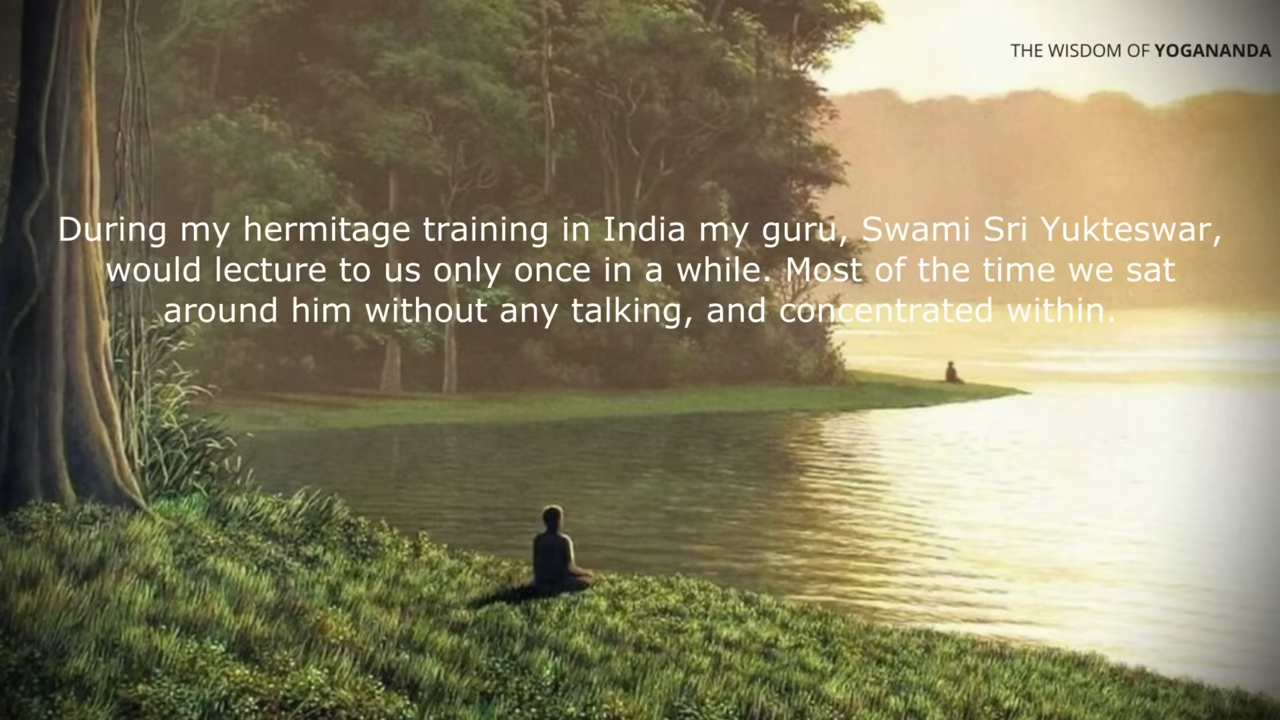 THE WISDOM OF YOGANANDA
During my hermitage training in India my guru, Swami Sri Yukteswar,
would lecture to us only once in a while. Most of the time we sat
around him without any talking, and concentrated within.